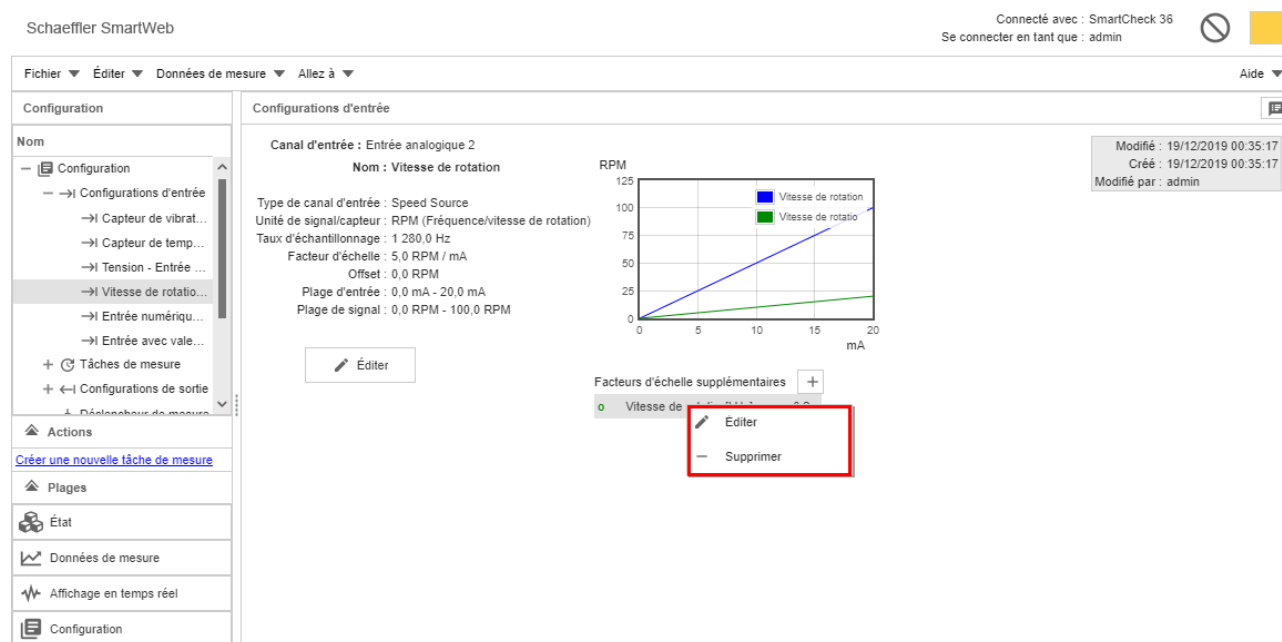 Schaeffler SmartWeb
Connecté avec : SmartCheck 36
Se connecter en tant que : admin
Fichier Éditer Données de mesure Allez à Aide
Configuration
Configurations d'entrée
Nom
Configuration
Configurations d'entrée
Capteur de vibrat...
Capteur de temp...
Tension - Entrée ...
Vitesse de rotatio...
Entrée numériqu...
Entrée avec vale...
Tâches de mesure
Configurations de sortie
Déclencheur de mesure
Actions
Créer une nouvelle tâche de mesure
Plages
État
Données de mesure
Affichage en temps réel
Configuration
Canal d'entrée : Entrée analogique 2
Nom : Vitesse de rotation
Type de canal d'entrée : Speed Source
Unité de signal/capteur : RPM (Fréquence/vitesse de rotation)
Taux d'échantillonnage : 1 280,0 Hz
Facteur d'échelle : 5,0 RPM / mA
Offset : 0,0 RPM
Plage d'entrée : 0,0 mA - 20,0 mA
Plage de signal : 0,0 RPM - 100,0 RPM
Éditer
RPM
125
100
75
50
25
0
0 5 10 15 20
mA
Vitesse de rotation
Vitesse de rotatio
Facteurs d'échelle supplémentaires
o Vitesse de
Éditer
Supprimer
Modifié : 19/12/2019 00:35:17
Créé : 19/12/2019 00:35:17
Modifié par : admin